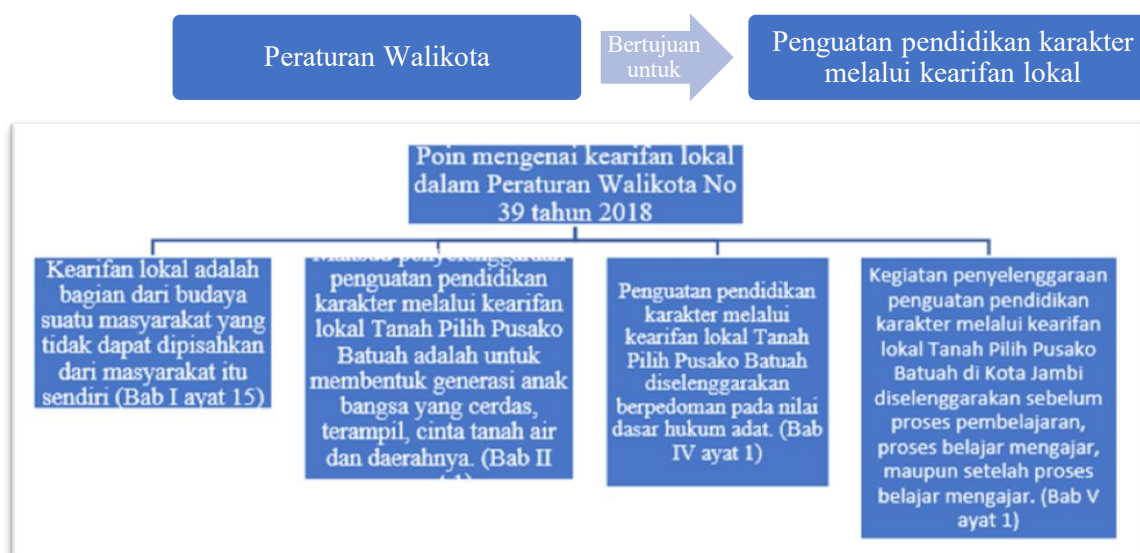 Peraturan Walikota
Bertujuan
untuk
Penguatan pendidikan karakter
melalui kearifan lokal
Poin mengenai kearifan lokal
dalam Peraturan Walikota No
39 tahun 2018
Kearifan lokal adalah
bagian dari budaya
suatu masyarakat yang
tidak dapat dipisahkan
dari masyarakat itu
sendiri (Bab I ayat 15)
penyelenggaraan
penguatan pendidikan
karakter melalui kearifan
lokal Tanah Pilih Pusako
Batuah adalah untuk
membentuk generasi anak
bangsa yang cerdas,
terampil, cinta tanah air
dan daerahnya. (Bab II
Penguatan pendidikan
karakter melalui
kearifan lokal Tanah
Pilih Pusako Batuah
diselenggarakan
berpedoman pada nilai
dasar hukum adat. (Bab
IV ayat 1)
Kegiatan penyelenggaraan
penguatan pendidikan
karakter melalui kearifan
lokal Tanah Pilih Pusako
Batuah di Kota Jambi
diselenggarakan sebelum
proses pembelajaran,
proses belajar mengajar,
maupun setelah proses
belajar mengajar. (Bab V
ayat 1)